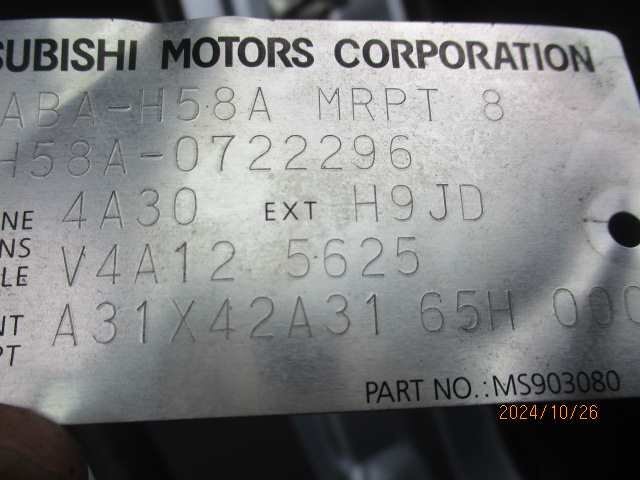 SUBISHI MOTORS CORPORATION
ABA-H58A MRPT 8
H58A-0722296
NE 4A30 EXT H9JD
NS
LE V4A12 5625
NT A31X42A31 65H 000
PT
PART NO.:MS903080
2024/10/26